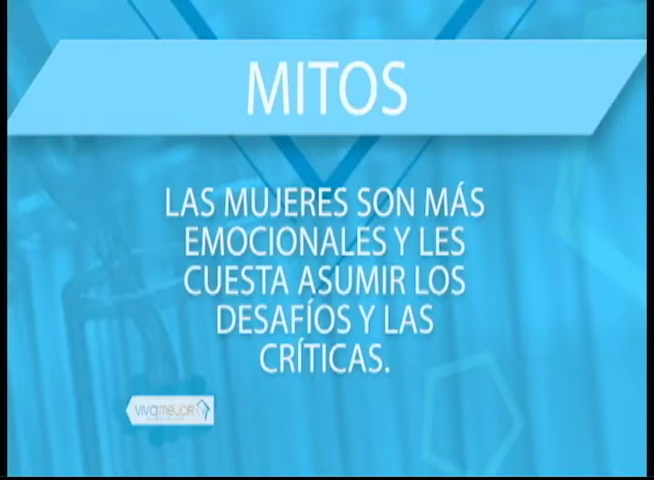 MITOS
LAS MUJERES SON MÁS
EMOCIONALES Y LES
CUESTA ASUMIR LOS
DESAFÍOS Y LAS
CRÍTICAS.
vivamejor